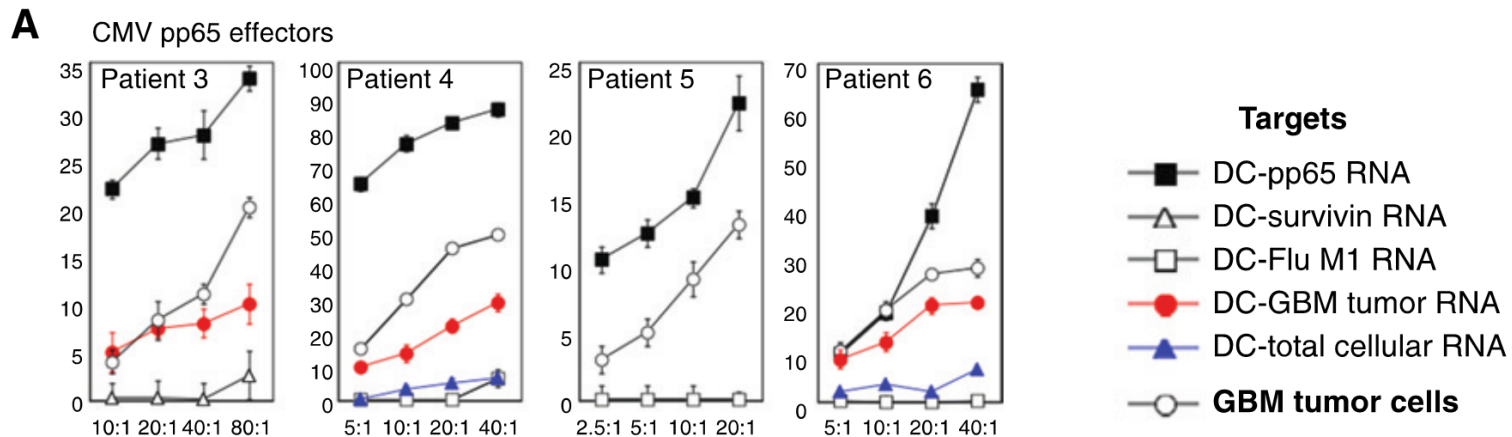 A
CMV pp65 effectors
Patient 3
35
30
25
20
15
10
5
0
10:1 20:1 40:1 80:1
Patient 4
100
90
80
70
60
50
40
30
20
10
0
5:1 10:1 20:1 40:1
Patient 5
25
20
15
10
5
0
2.5:1 5:1 10:1 20:1
Patient 6
70
60
50
40
30
20
10
0
5:1 10:1 20:1 40:1
Targets
DC-pp65 RNA
DC-survivin RNA
DC-Flu M1 RNA
DC-GBM tumor RNA
DC-total cellular RNA
GBM tumor cells